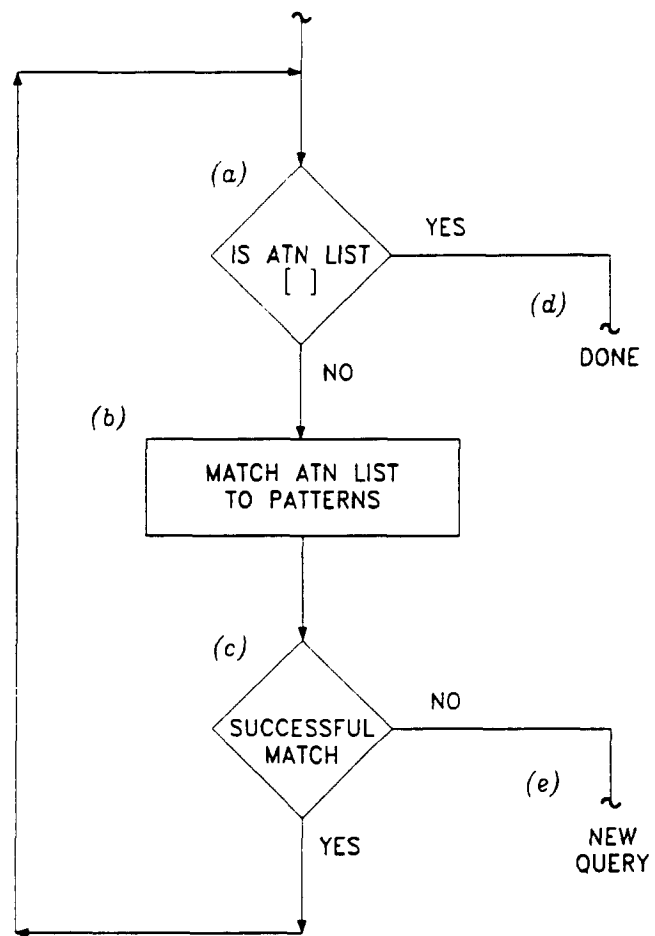 (a)
IS ATN LIST
[ ]
YES
(d)
DONE
NO
(b)
MATCH ATN LIST
TO PATTERNS
(c)
SUCCESSFUL
MATCH
NO
(e)
NEW
QUERY
YES